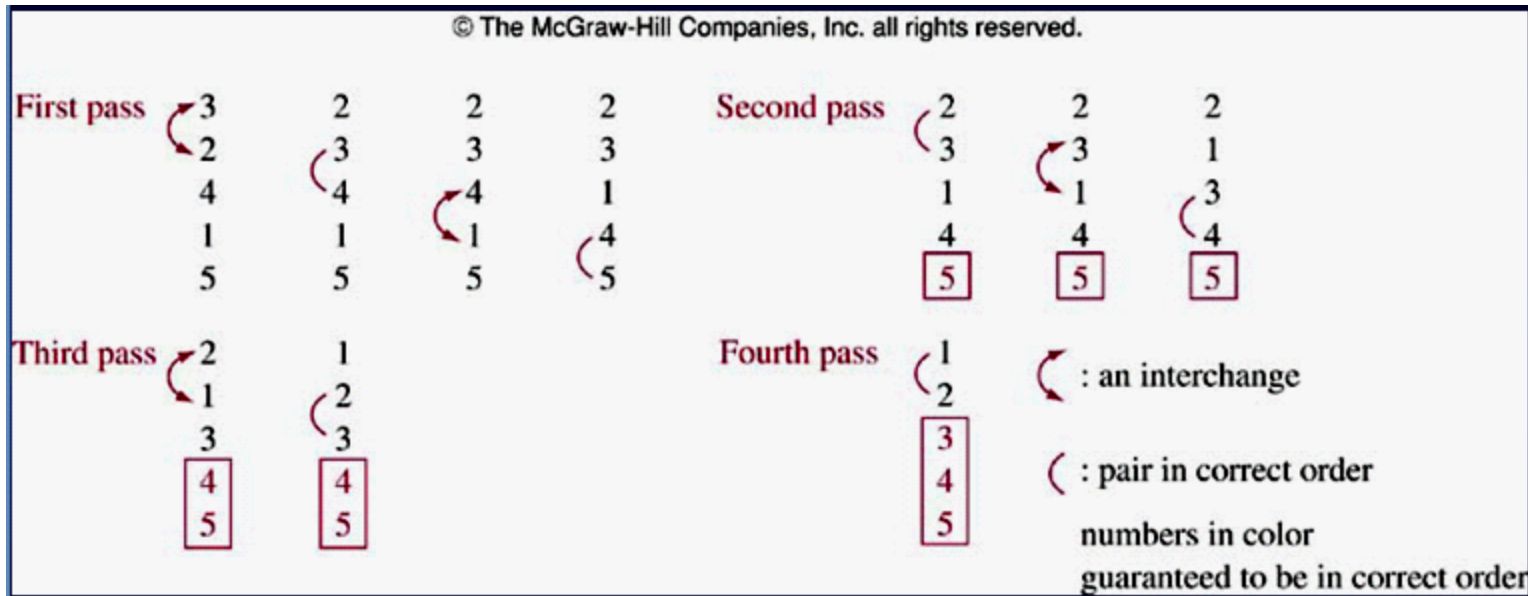 © The McGraw-Hill Companies, Inc. all rights reserved.
First pass 3 2 2 2
2 3 3 3
4 4 4 1
1 1 1 4
5 5 5 5
Second pass 2 2 2
3 3 1
1 1 3
4 4 4
5 5 5
Third pass 2 1
1 2
3 3
4 4
5 5
Fourth pass 1
2
3
4
5
: an interchange
: pair in correct order
numbers in color
guaranteed to be in correct order